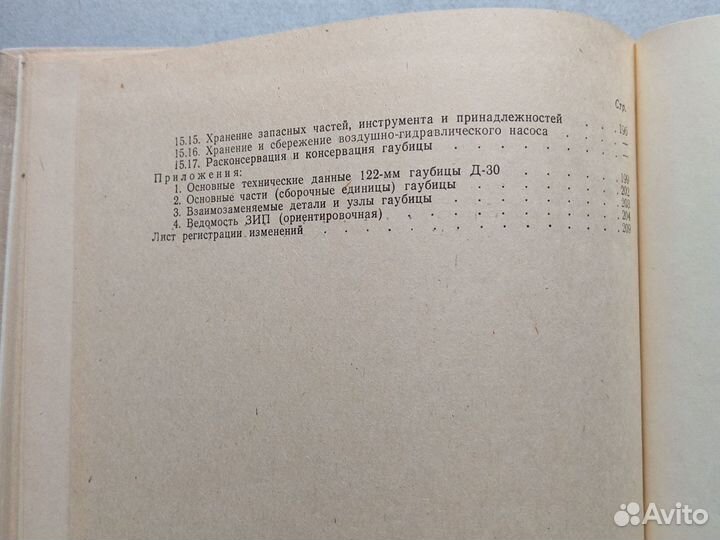 Стр.
15.15. Хранение запасных частей, инструмента и принадлежностей . . . 196
15.16. Хранение и сбережение воздушно-гидравлического насоса . . . —
15.17. Расконсервация и консервация гаубицы . . . . . . . —
Приложения:
1. Основные технические данные 122-мм гаубицы Д-30 . . . . . 199
2. Основные части (сборочные единицы) гаубицы . . . . . . 202
3. Взаимозаменяемые детали и узлы гаубицы . . . . . . . 203
4. Ведомость ЗИП (ориентировочная) . . . . . . . . 204
Лист регистрации изменений . . . . . . . . . . . 209
Avito